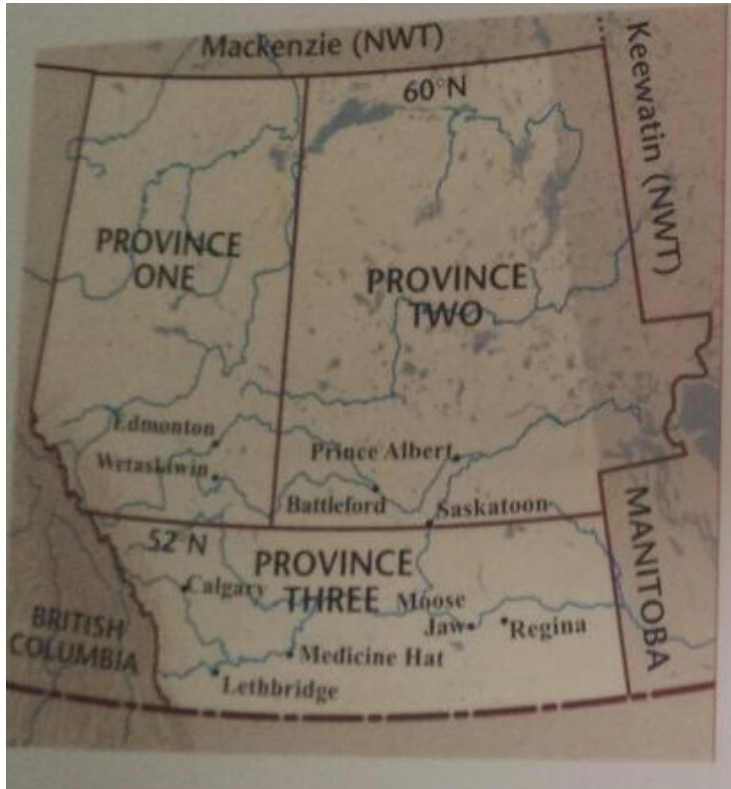 Mackenzie (NWT)
60°N
Keewatin (NWT)
PROVINCE
ONE
PROVINCE
TWO
Edmonton
Wetaskiwin
Prince Albert
Battleford
Saskatoon
52°N
PROVINCE
THREE
Calgary
Moose
Jaw
Regina
Medicine Hat
Lethbridge
BRITISH
COLUMBIA
MANITOBA